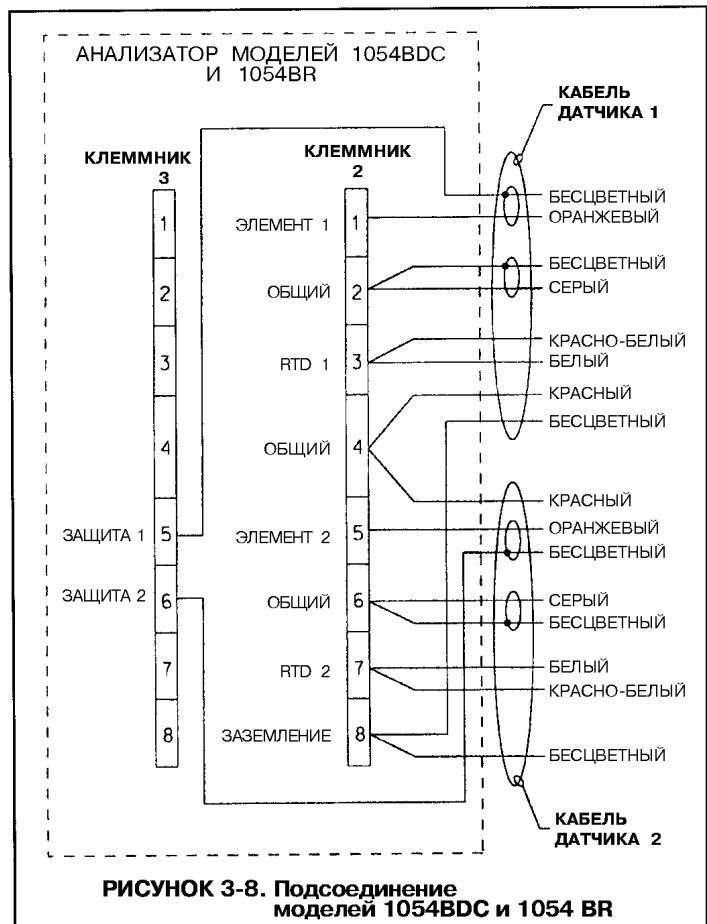 АНАЛИЗАТОР МОДЕЛЕЙ 1054BDC
И 1054BR
КАБЕЛЬ
ДАТЧИКА 1
КЛЕММНИК
3
КЛЕММНИК
2
1
2
3
4
ЗАЩИТА 1 5
ЗАЩИТА 2 6
7
8
ЭЛЕМЕНТ 1 1
ОБЩИЙ 2
RTD 1 3
ОБЩИЙ 4
ЭЛЕМЕНТ 2 5
ОБЩИЙ 6
RTD 2 7
ЗАЗЕМЛЕНИЕ 8
БЕСЦВЕТНЫЙ
ОРАНЖЕВЫЙ
БЕСЦВЕТНЫЙ
СЕРЫЙ
КРАСНО-БЕЛЫЙ
БЕЛЫЙ
КРАСНЫЙ
БЕСЦВЕТНЫЙ
КРАСНЫЙ
ОРАНЖЕВЫЙ
БЕСЦВЕТНЫЙ
СЕРЫЙ
БЕСЦВЕТНЫЙ
БЕЛЫЙ
КРАСНО-БЕЛЫЙ
БЕСЦВЕТНЫЙ
КАБЕЛЬ
ДАТЧИКА 2
РИСУНОК 3-8. Подсоединение
моделей 1054BDC и 1054 BR